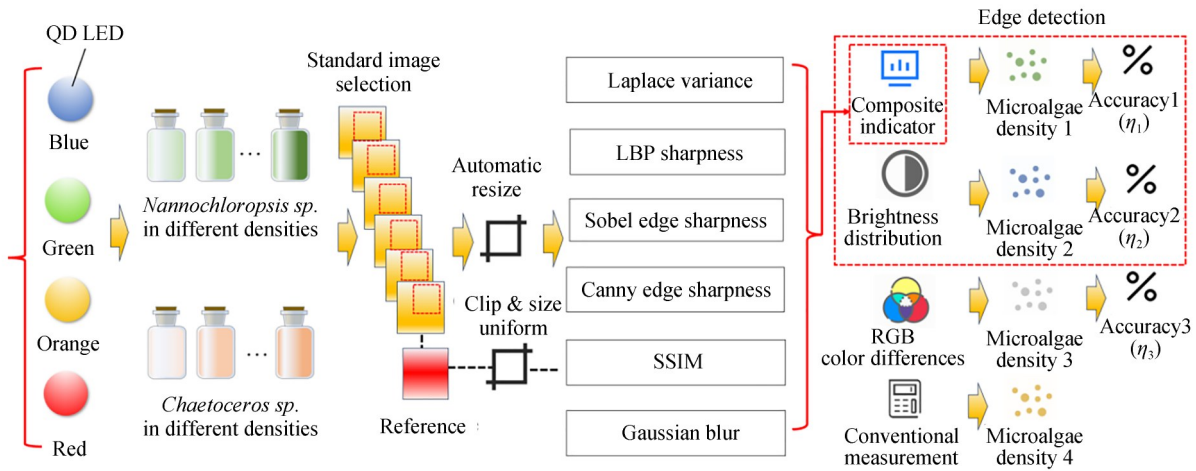 QD LED
Blue
Green
Orange
Red
Nannochloropsis sp.
in different densities
...
Chaetoceros sp.
in different densities
...
Standard image
selection
Automatic
resize
Clip & size
uniform
Reference
Laplace variance
LBP sharpness
Sobel edge sharpness
Canny edge sharpness
SSIM
Gaussian blur
Edge detection
Composite
indicator
Microalgae
density 1
%
Accuracy1
(η1)
Brightness
distribution
Microalgae
density 2
%
Accuracy2
(η2)
RGB
color differences
Microalgae
density 3
%
Accuracy3
(η3)
Conventional
measurement
Microalgae
density 4